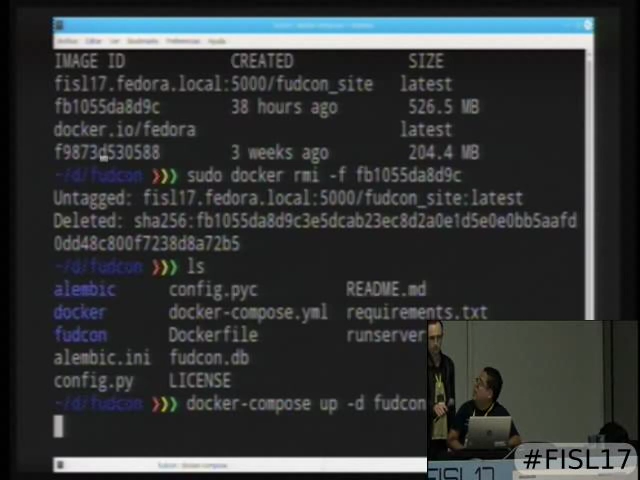 IMAGE ID CREATED SIZE
fisl17.fedora.local:5000/fudcon_site latest
fb1055da8d9c 38 hours ago 526.5 MB
docker.io/fedora latest
f9873d530588 3 weeks ago 204.4 MB
~/d/fudcon ❯❯❯ sudo docker rmi -f fb1055da8d9c
Untagged: fisl17.fedora.local:5000/fudcon_site:latest
Deleted: sha256:fb1055da8d9c3e5dcab23ec8d2a0e1d5e0e0bb5aafd
0dd48c800f7238d8a72b5
~/d/fudcon ❯❯❯ ls
alembic config.pyc README.md
docker docker-compose.yml requirements.txt
fudcon Dockerfile runserver
alembic.ini fudcon.db
config.py LICENSE
~/d/fudcon ❯❯❯ docker-compose up -d fudcon
FISL17
#FISL17